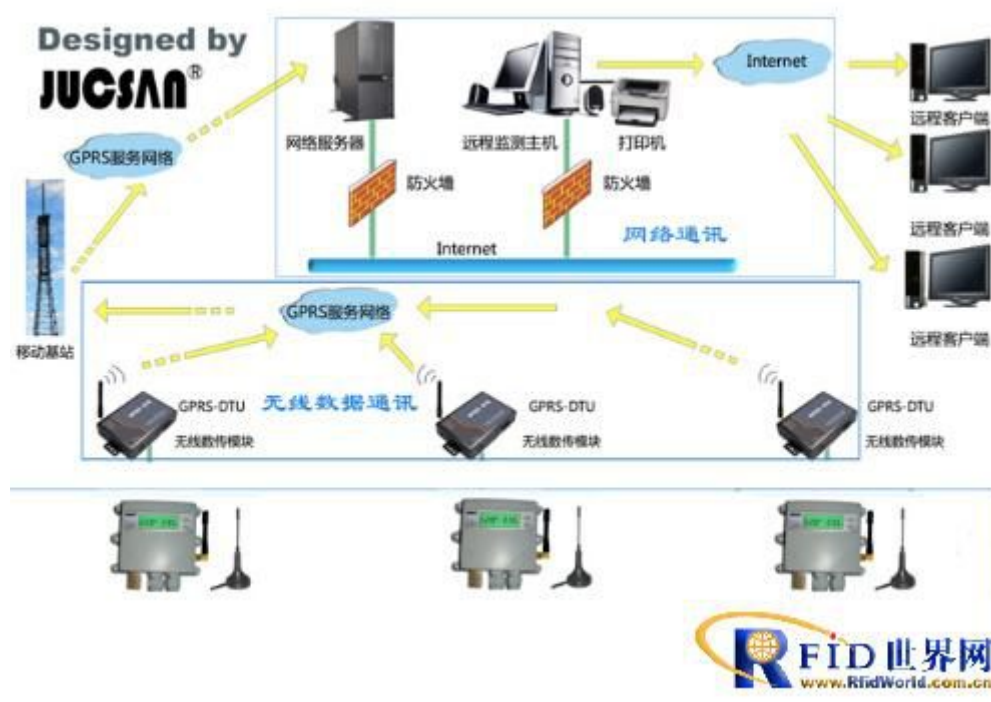 Designed by
JUCSAN®
GPRS服务网络
移动基站
网络服务器
远程监测主机
打印机
Internet
远程客户端
远程客户端
远程客户端
防火墙
防火墙
网络通讯
Internet
GPRS服务网络
无线数据通讯
GPRS-DTU
无线数传模块
GPRS-DTU
无线数传模块
GPRS-DTU
无线数传模块
RFID世界网
www.RfidWorld.com.cn